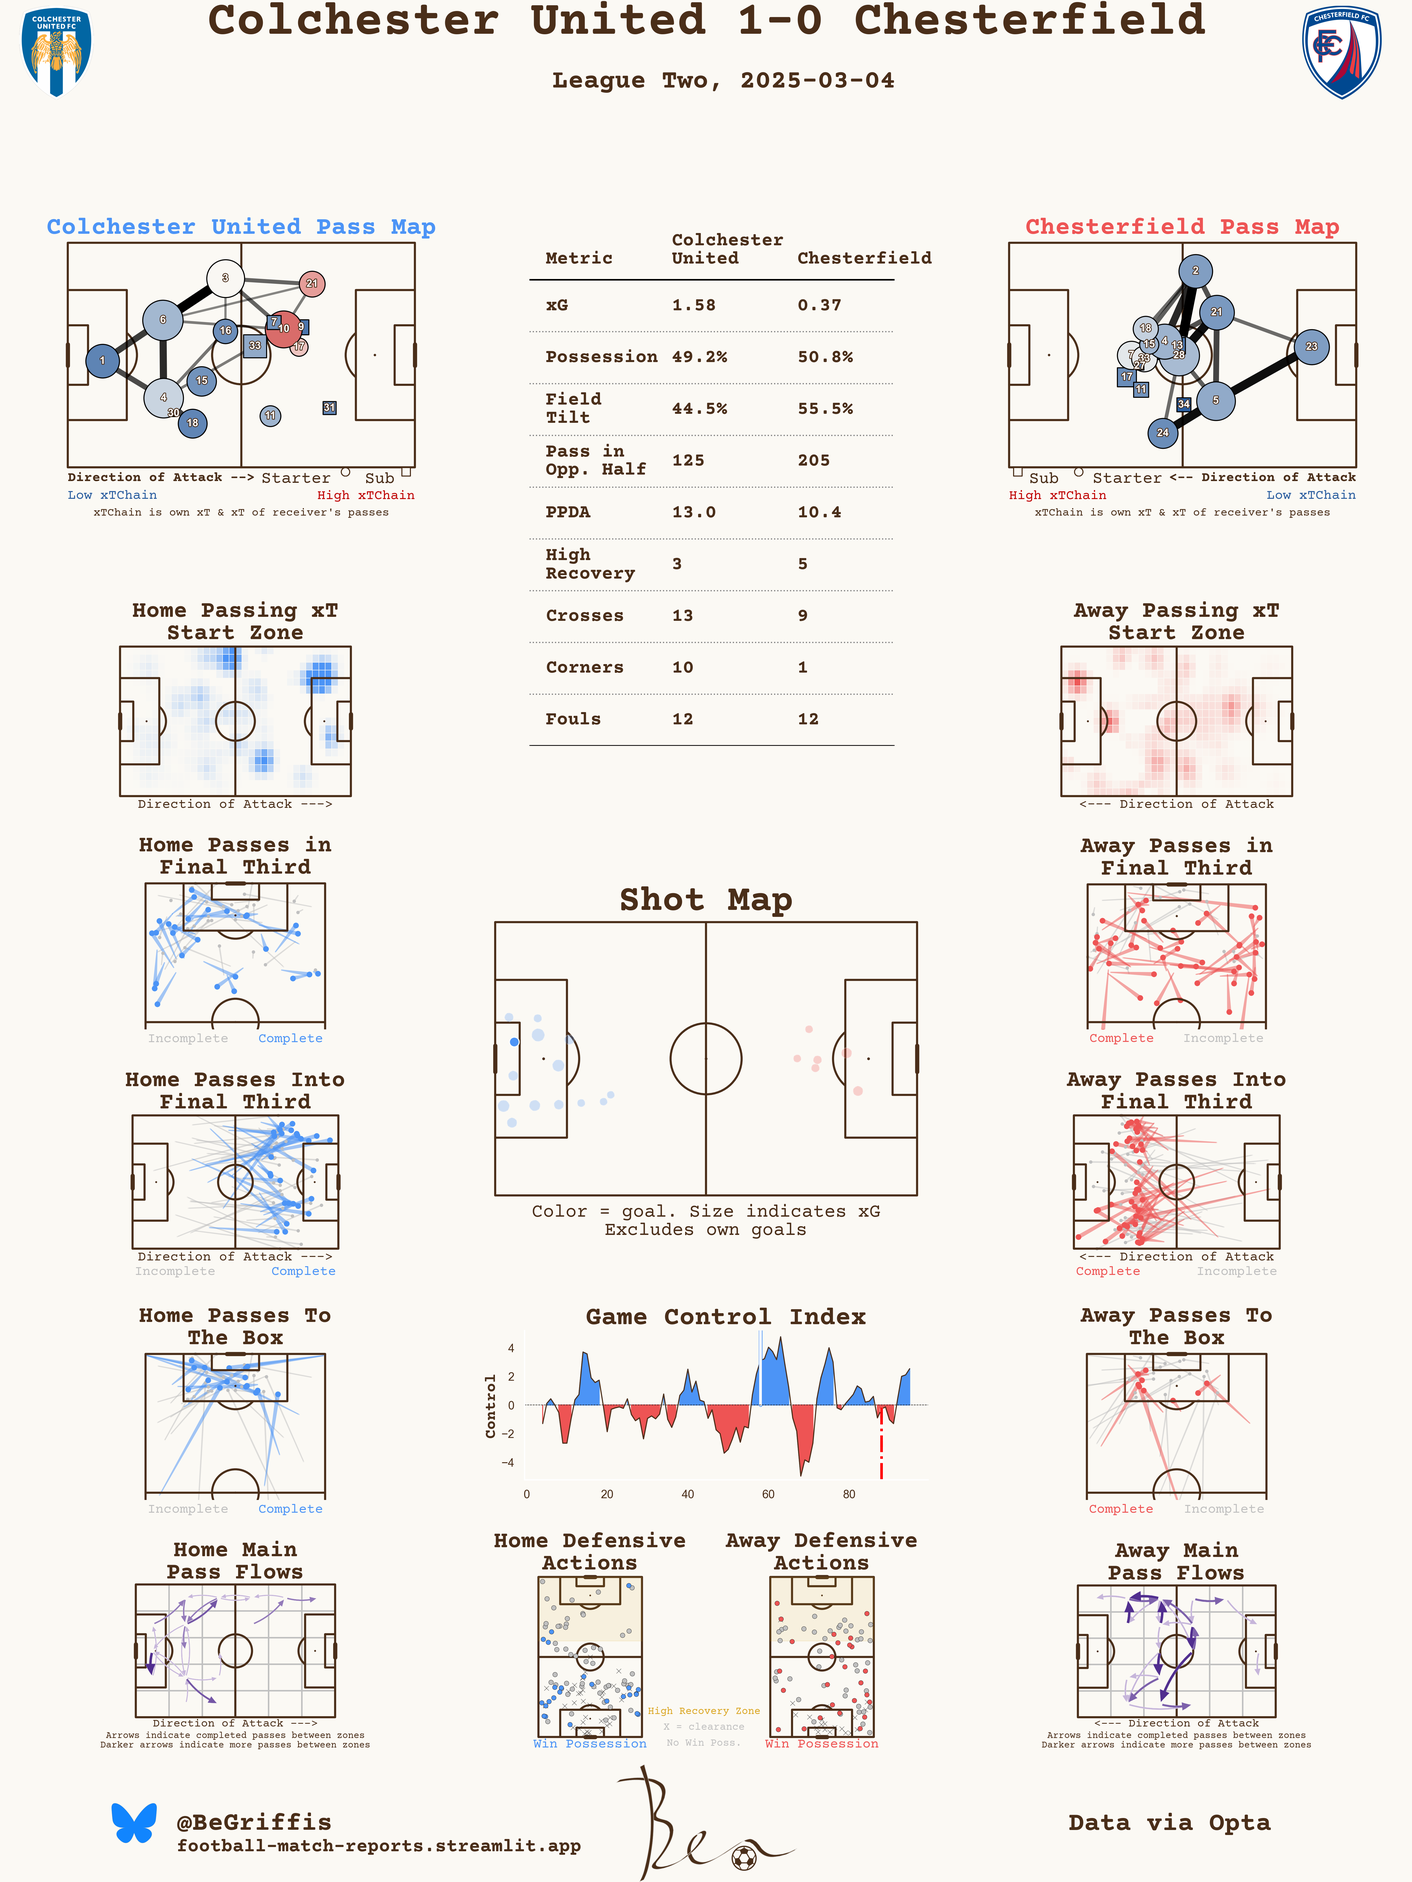 Colchester United 1-0 Chesterfield
League Two, 2025-03-04
COLCHESTER
UNITED FC
CHESTERFIELD FC
Colchester United Pass Map
3
21
6
7
10
9
16
33
17
1
15
4
30
18
11
31
Direction of Attack --> Starter Sub
Low xTChain High xTChain
xTChain is own xT & xT of receiver's passes
Metric Colchester United Chesterfield
xG 1.58 0.37
Possession 49.2% 50.8%
Field Tilt 44.5% 55.5%
Pass in Opp. Half 125 205
PPDA 13.0 10.4
High Recovery 3 5
Crosses 13 9
Corners 10 1
Fouls 12 12
Chesterfield Pass Map
2
21
18
4
15
13
7
28
33
27
23
17
11
34
5
24
Sub Starter <-- Direction of Attack
High xTChain Low xTChain
xTChain is own xT & xT of receiver's passes
Home Passing xT
Start Zone
Direction of Attack --->
Away Passing xT
Start Zone
<--- Direction of Attack
Home Passes in
Final Third
Incomplete Complete
Away Passes in
Final Third
Complete Incomplete
Shot Map
Color = goal. Size indicates xG
Excludes own goals
Home Passes Into
Final Third
Direction of Attack --->
Incomplete Complete
Away Passes Into
Final Third
<--- Direction of Attack
Complete Incomplete
Home Passes To
The Box
Incomplete Complete
Game Control Index
Control
4
2
0
−2
−4
0 20 40 60 80
Away Passes To
The Box
Complete Incomplete
Home Main
Pass Flows
Direction of Attack --->
Arrows indicate completed passes between zones
Darker arrows indicate more passes between zones
Home Defensive
Actions
Win Possession
High Recovery Zone
X = clearance
No Win Poss.
Away Defensive
Actions
Win Possession
Away Main
Pass Flows
<--- Direction of Attack
Arrows indicate completed passes between zones
Darker arrows indicate more passes between zones
@BeGriffis
football-match-reports.streamlit.app
Ben
Data via Opta